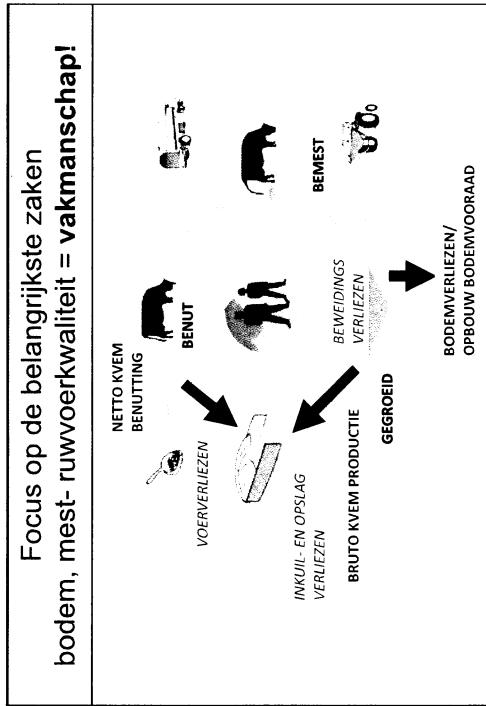 Focus op de belangrijkste zaken
bodem, mest- ruwvoerkwaliteit = vakmanschap!
NETTO KVEM
BENUTTING
BENUT
VOERVERLIEZEN
BEMEST
INKUIL- EN OPSLAG
VERLIEZEN
BEWEIDINGS
VERLIEZEN
BRUTO KVEM PRODUCTIE
GEGROEID
BODEMVERLIEZEN/
OPBOUW BODEMVOORAAD